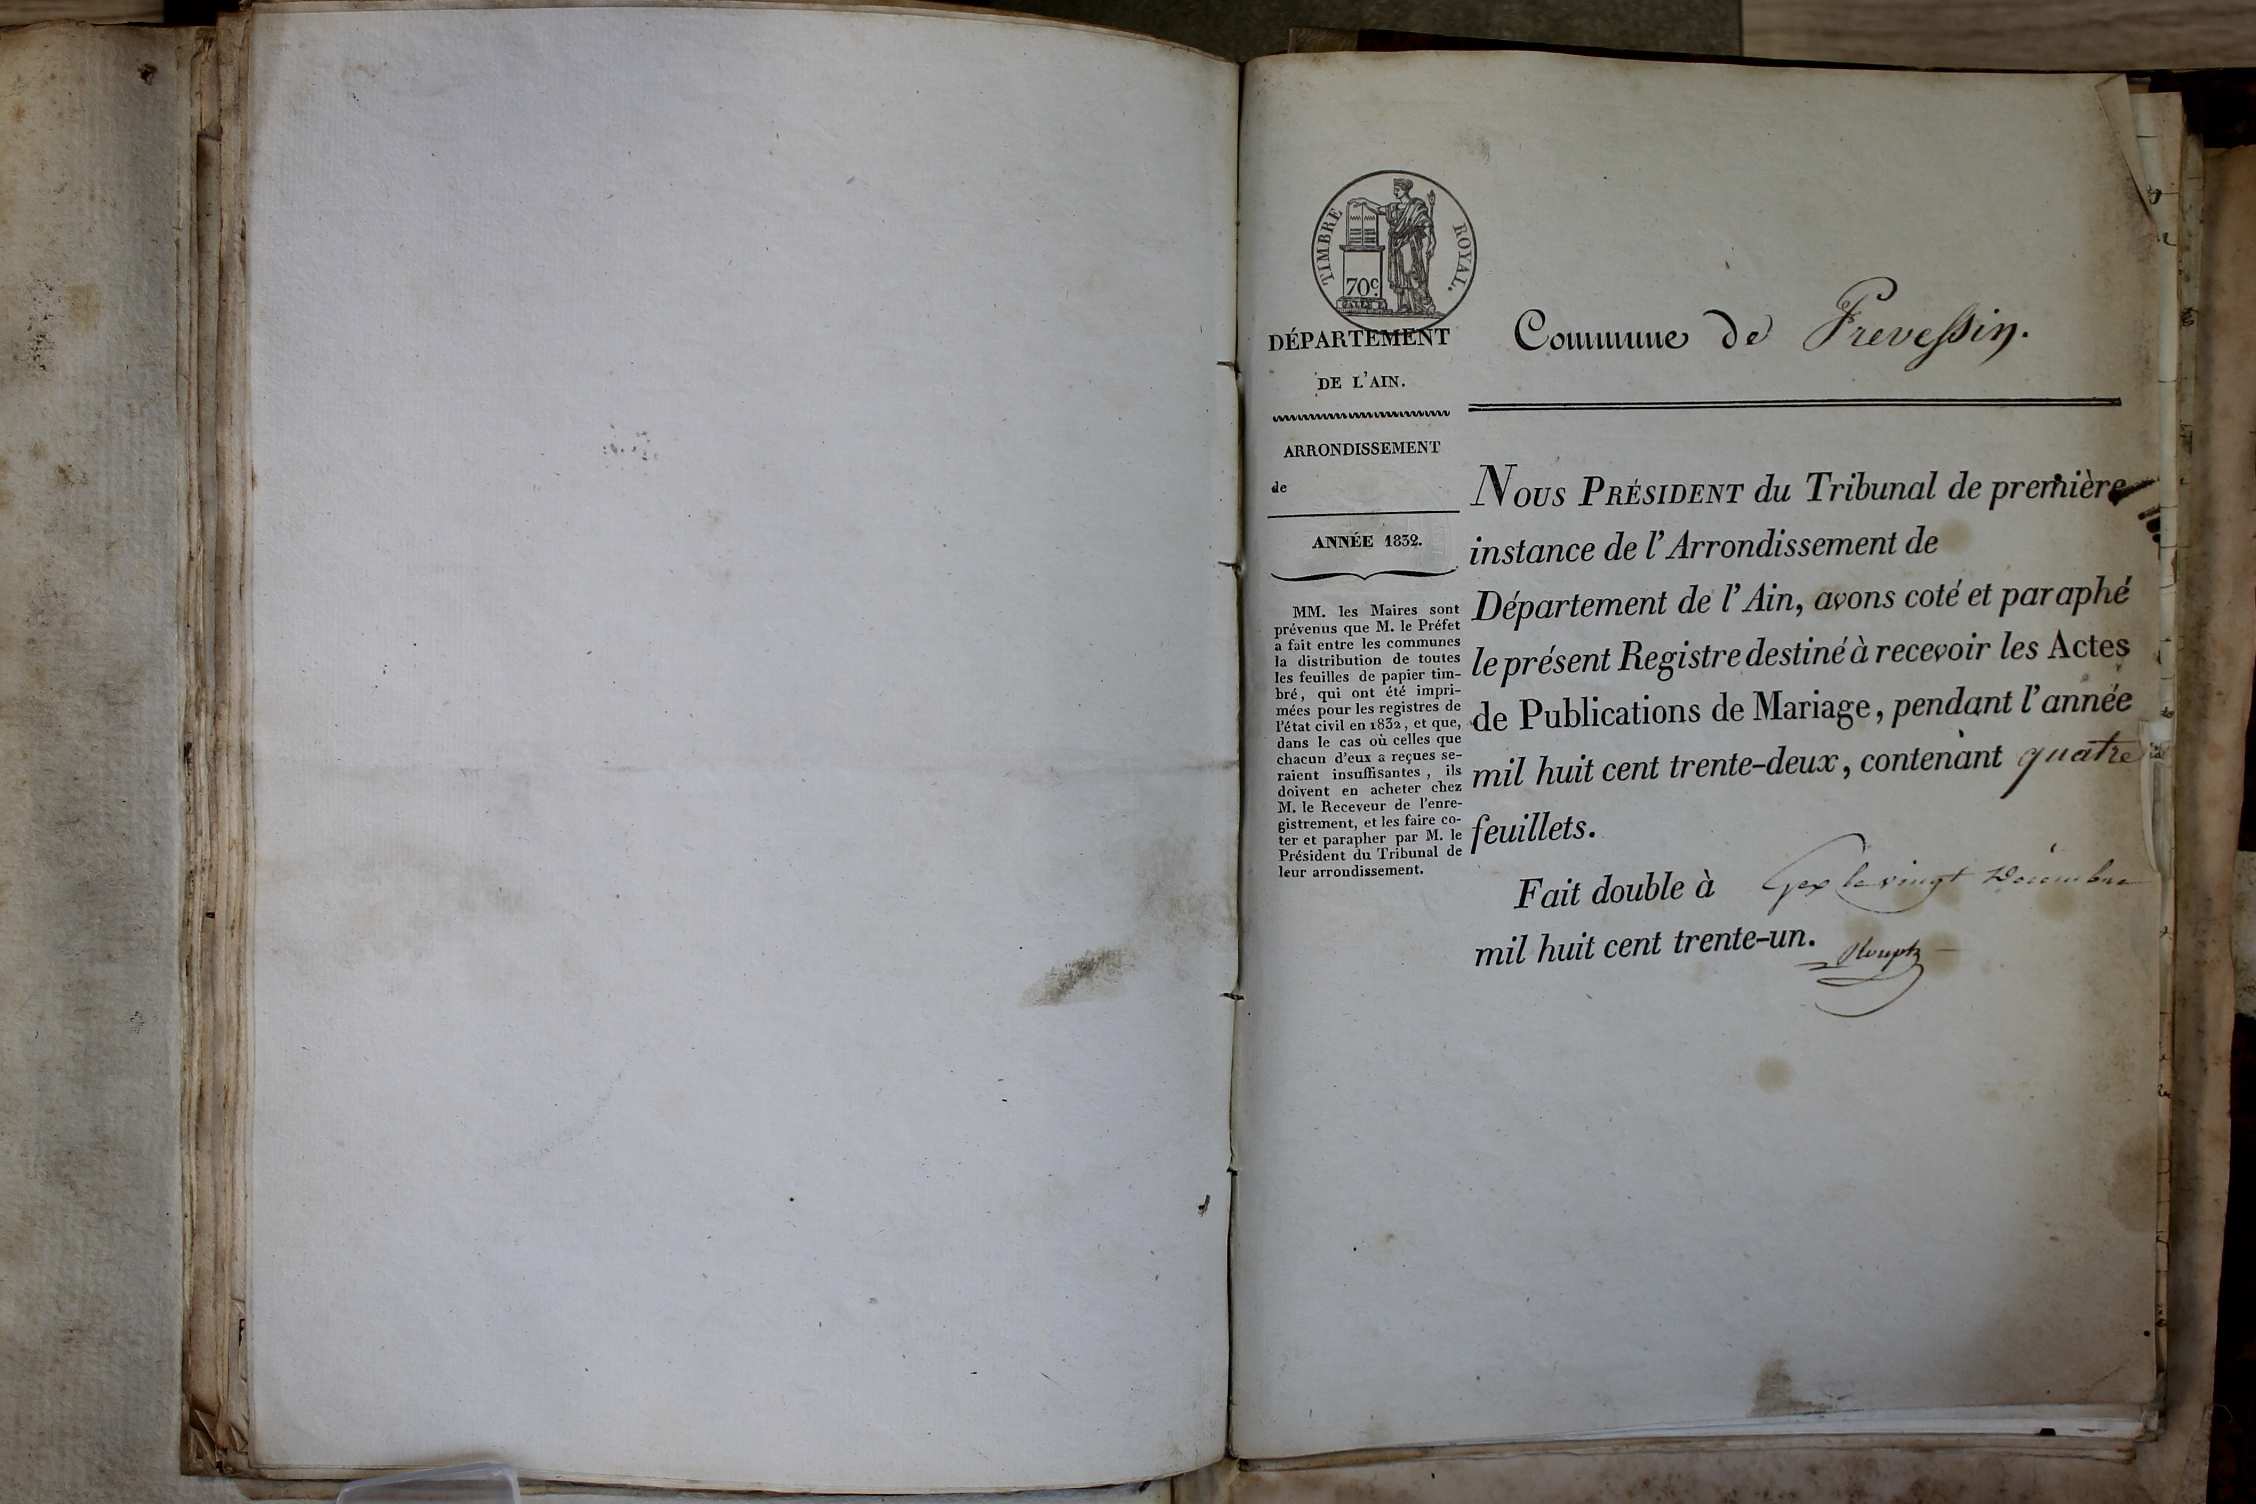 TIMBRE ROYAL.
70c.
DÉPARTEMENT
DE L'AIN.
ARRONDISSEMENT
de
ANNÉE 1832.
MM. les Maires sont
prévenus que M. le Préfet
a fait entre les communes
la distribution de toutes
les feuilles de papier tim-
bré, qui ont été impri-
mées pour les registres de
l'état civil en 1832, et que,
dans le cas où celles que
chacun d'eux a reçues se-
raient insuffisantes, ils
doivent en acheter chez
M. le Receveur de l'enre-
gistrement, et les faire co-
ter et parapher par M. le
Président du Tribunal de
leur arrondissement.
Commune de Prevessin.
NOUS PRÉSIDENT du Tribunal de première
instance de l'Arrondissement de
Département de l'Ain, avons coté et paraphé
le présent Registre destiné à recevoir les Actes
de Publications de Mariage, pendant l'année
mil huit cent trente-deux, contenant quatre
feuillets.
Fait double à Gex le vingt Décembre
mil huit cent trente-un.